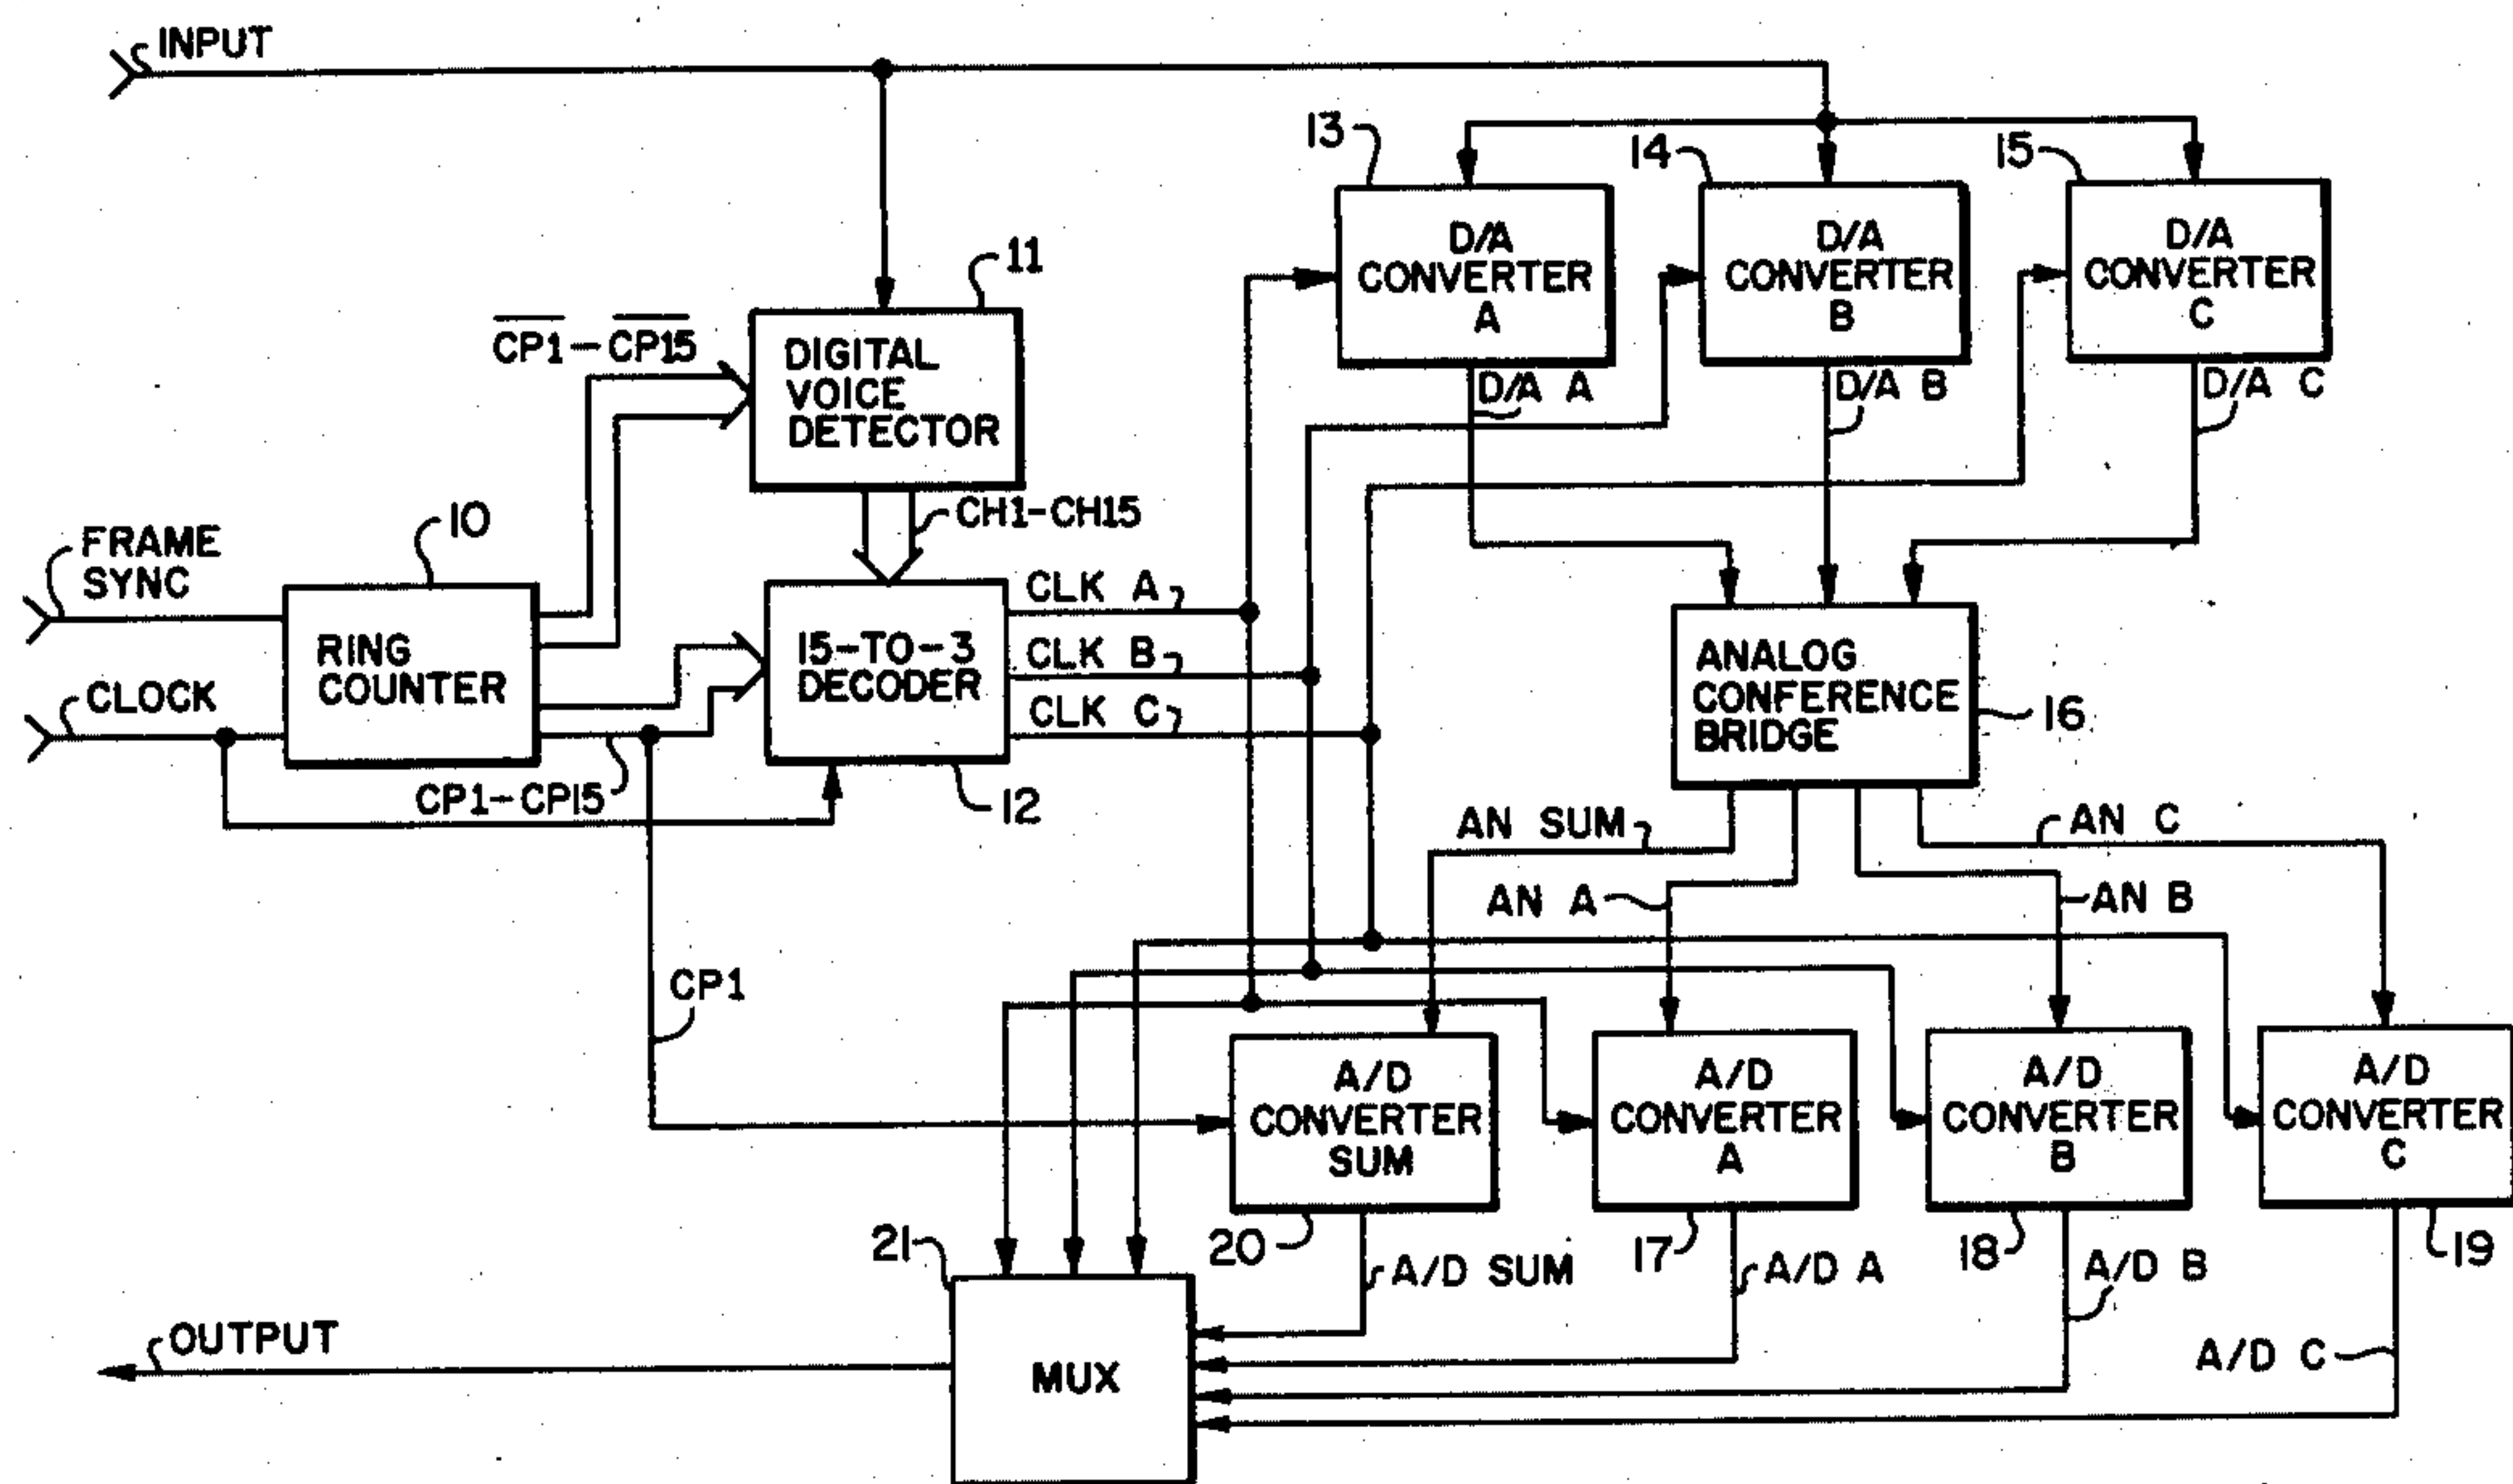 INPUT
13
14
15
D/A
CONVERTER
A
D/A
CONVERTER
B
D/A
CONVERTER
C
11
CP1-CP15
DIGITAL
VOICE
DETECTOR
D/A A
D/A B
D/A C
CH1-CH15
FRAME
SYNC
10
CLOCK
RING
COUNTER
15-TO-3
DECODER
CLK A
CLK B
CLK C
ANALOG
CONFERENCE
BRIDGE
16
CP1-CP15
12
AN SUM
AN C
AN A
AN B
CP1
A/D
CONVERTER
SUM
A/D
CONVERTER
A
A/D
CONVERTER
B
A/D
CONVERTER
C
21
20
17
18
19
A/D SUM
A/D A
A/D B
A/D C
OUTPUT
MUX